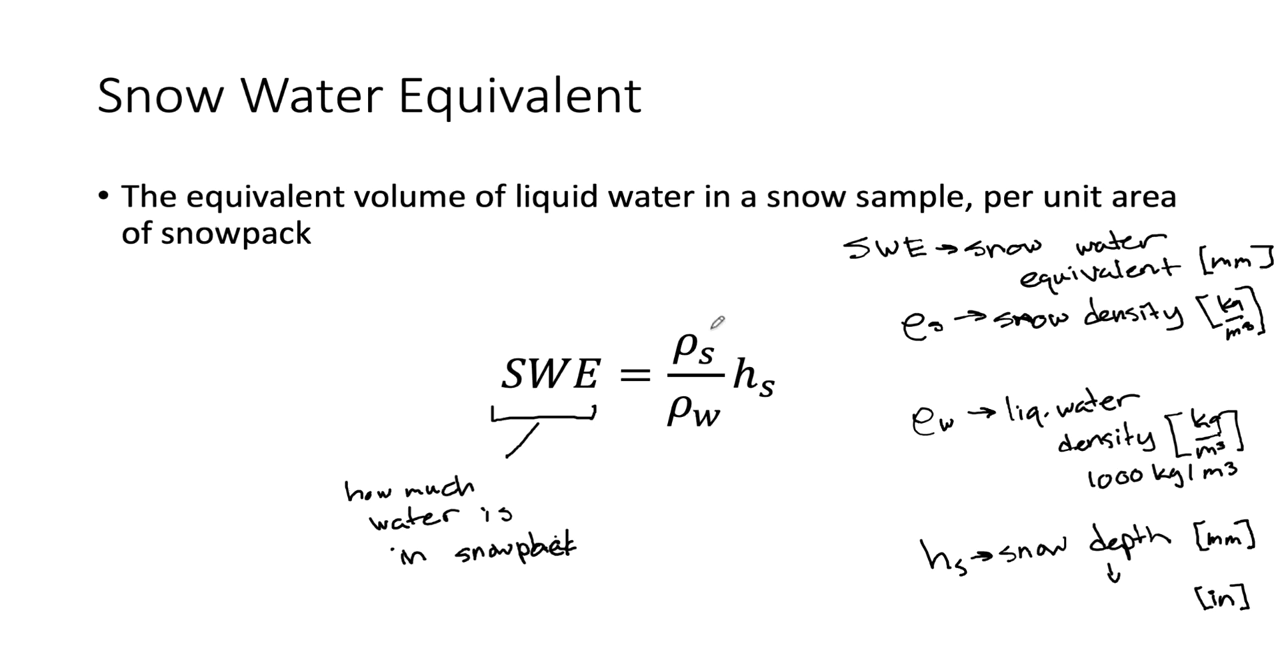 Snow Water Equivalent
• The equivalent volume of liquid water in a snow sample, per unit area
of snowpack
SWE → snow water
equivalent [mm]
ρs → snow density [kg/m³]
SWE = ρs/ρw hs
ρw → liq. water
density [kg/m³]
1000 kg/m³
how much
water is
in snowpack
hs → snow depth [mm]
↓
[in]